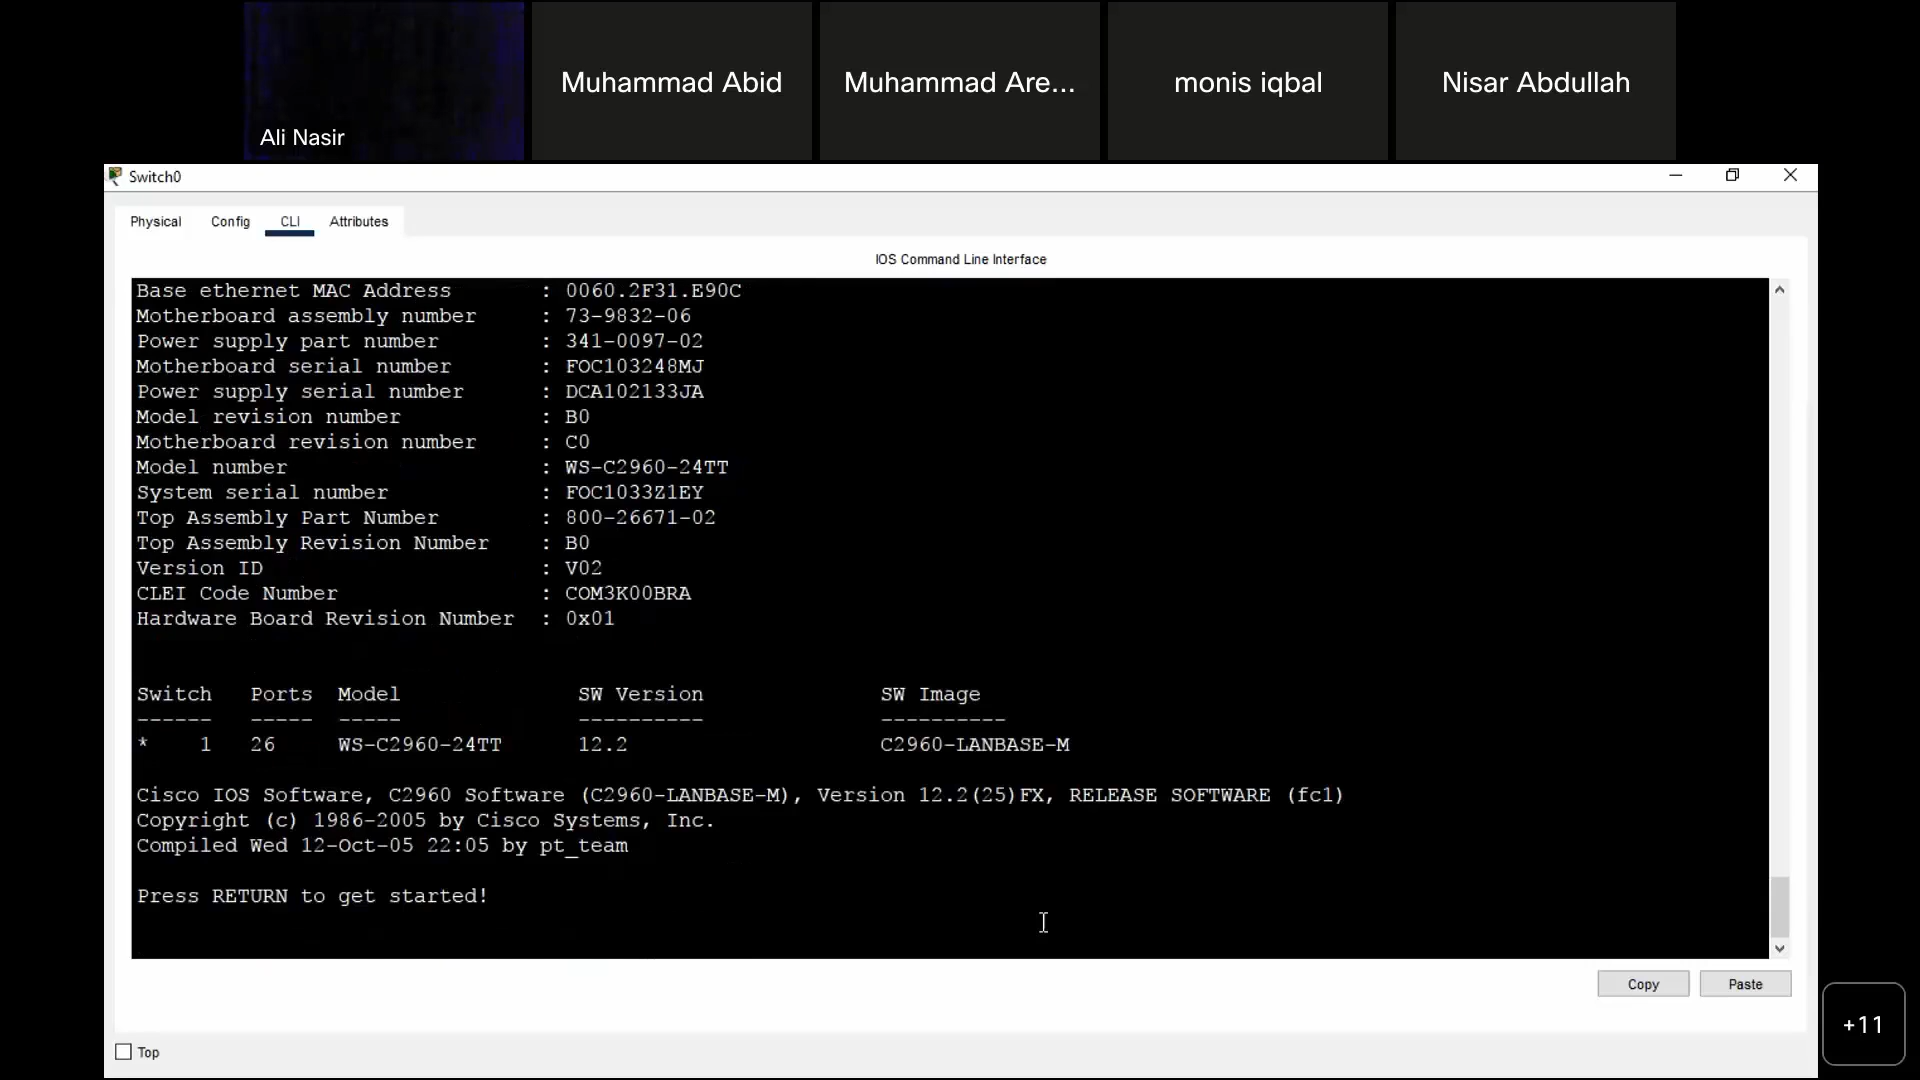 Ali Nasir
Muhammad Abid
Muhammad Are...
monis iqbal
Nisar Abdullah
Switch0
Physical Config CLI Attributes
IOS Command Line Interface
Base ethernet MAC Address : 0060.2F31.E90C
Motherboard assembly number : 73-9832-06
Power supply part number : 341-0097-02
Motherboard serial number : FOC103248MJ
Power supply serial number : DCA102133JA
Model revision number : B0
Motherboard revision number : C0
Model number : WS-C2960-24TT
System serial number : FOC1033Z1EY
Top Assembly Part Number : 800-26671-02
Top Assembly Revision Number : B0
Version ID : V02
CLEI Code Number : COM3K00BRA
Hardware Board Revision Number : 0x01
Switch Ports Model SW Version SW Image
------ ----- ----- ---------- ----------
* 1 26 WS-C2960-24TT 12.2 C2960-LANBASE-M
Cisco IOS Software, C2960 Software (C2960-LANBASE-M), Version 12.2(25)FX, RELEASE SOFTWARE (fc1)
Copyright (c) 1986-2005 by Cisco Systems, Inc.
Compiled Wed 12-Oct-05 22:05 by pt_team
Press RETURN to get started!
Copy Paste
+11
Top